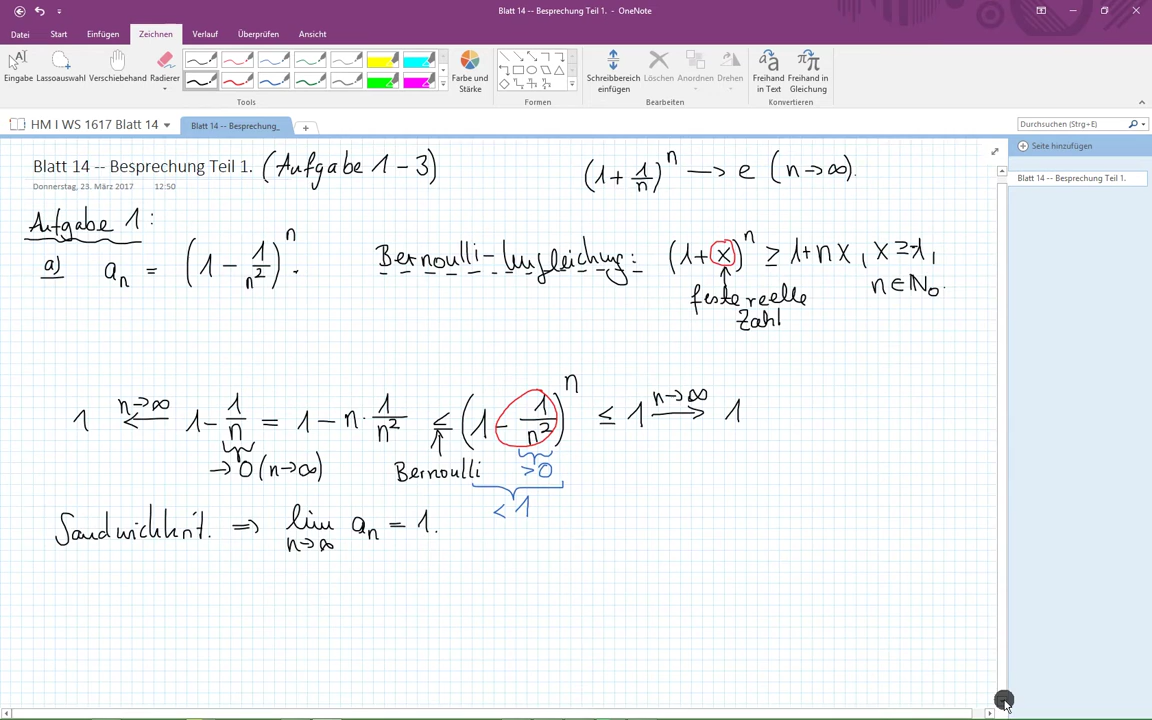 Blatt 14 -- Besprechung Teil 1. - OneNote
Datei Start Einfügen Zeichnen Verlauf Überprüfen Ansicht
Eingabe Lassoauswahl Verschiebehand Radierer Farbe und Stärke Schreibbereich einfügen Löschen Anordnen Drehen Freihand in Text Freihand in Gleichung
Tools Formen Bearbeiten Konvertieren
HM I WS 1617 Blatt 14 Blatt 14 -- Besprechung_ Durchsuchen (Strg+E)
Seite hinzufügen
Blatt 14 -- Besprechung Teil 1.
Blatt 14 -- Besprechung Teil 1. (Aufgabe 1-3) (1+1/n)^n → e (n→∞).
Donnerstag, 23. März 2017 12:50
Aufgabe 1:
a) a_n = (1 - 1/n²)^n. Bernoulli-Ungleichung: (1+x)^n ≥ 1+nx, x ≥ -1, n∈ℕ₀.
feste reelle
Zahl
1 ←(n→∞) 1 - 1/n = 1 - n · 1/n² ≤ (1 - 1/n²)^n ≤ 1 →(n→∞) 1
→0 (n→∞) Bernoulli >0
< 1
Sandwichkrit. ⇒ lim_{n→∞} a_n = 1.